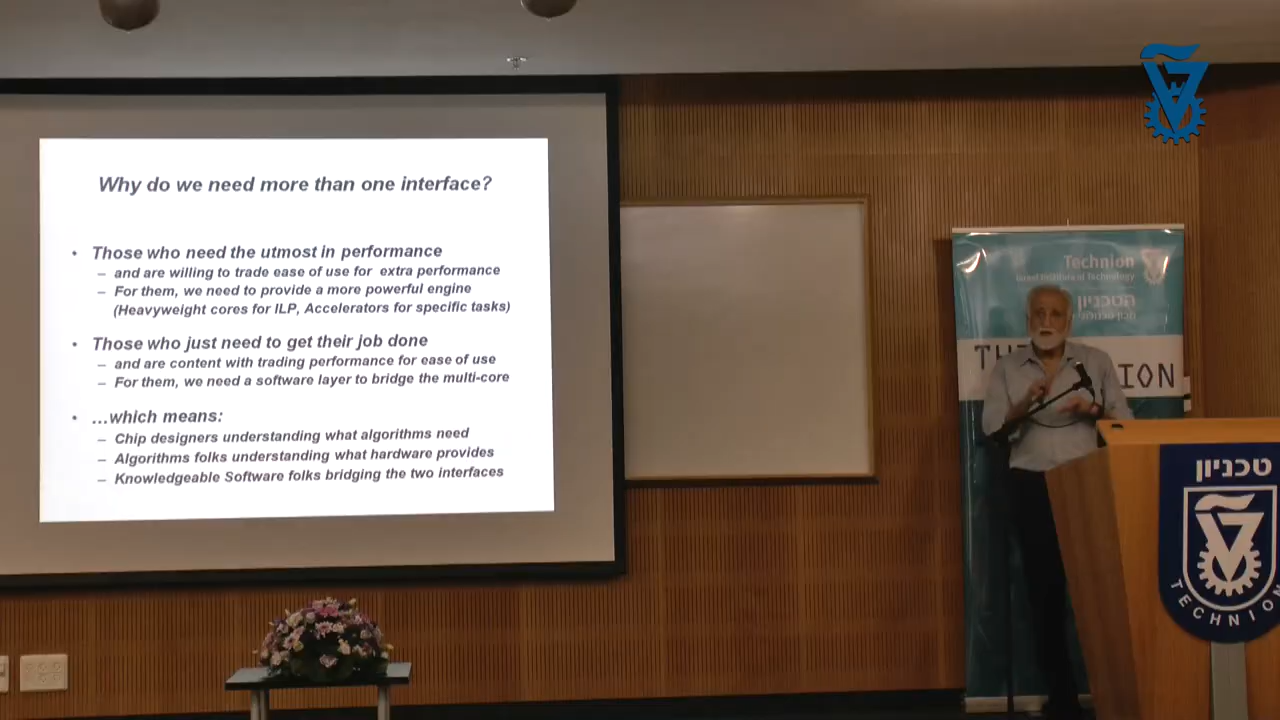 Why do we need more than one interface?
• Those who need the utmost in performance
– and are willing to trade ease of use for extra performance
– For them, we need to provide a more powerful engine
(Heavyweight cores for ILP, Accelerators for specific tasks)
• Those who just need to get their job done
– and are content with trading performance for ease of use
– For them, we need a software layer to bridge the multi-core
• ...which means:
– Chip designers understanding what algorithms need
– Algorithms folks understanding what hardware provides
– Knowledgeable Software folks bridging the two interfaces
Technion
Israel Institute of Technology
הטכניון
טכניון
TECHNION